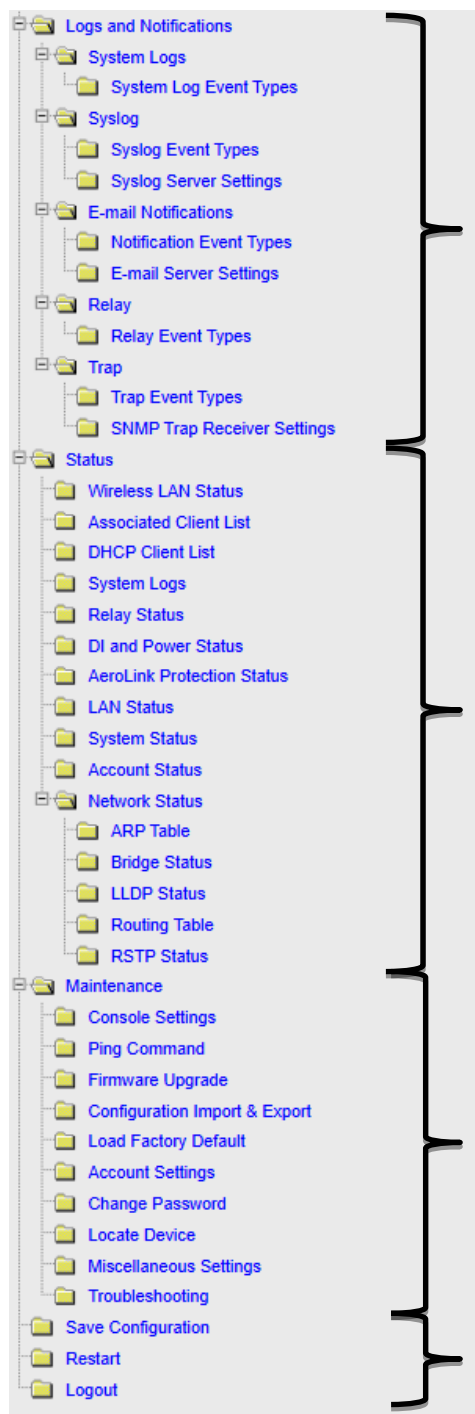 Logs and Notifications
System Logs
System Log Event Types
Syslog
Syslog Event Types
Syslog Server Settings
E-mail Notifications
Notification Event Types
E-mail Server Settings
Relay
Relay Event Types
Trap
Trap Event Types
SNMP Trap Receiver Settings
Status
Wireless LAN Status
Associated Client List
DHCP Client List
System Logs
Relay Status
DI and Power Status
AeroLink Protection Status
LAN Status
System Status
Account Status
Network Status
ARP Table
Bridge Status
LLDP Status
Routing Table
RSTP Status
Maintenance
Console Settings
Ping Command
Firmware Upgrade
Configuration Import & Export
Load Factory Default
Account Settings
Change Password
Locate Device
Miscellaneous Settings
Troubleshooting
Save Configuration
Restart
Logout